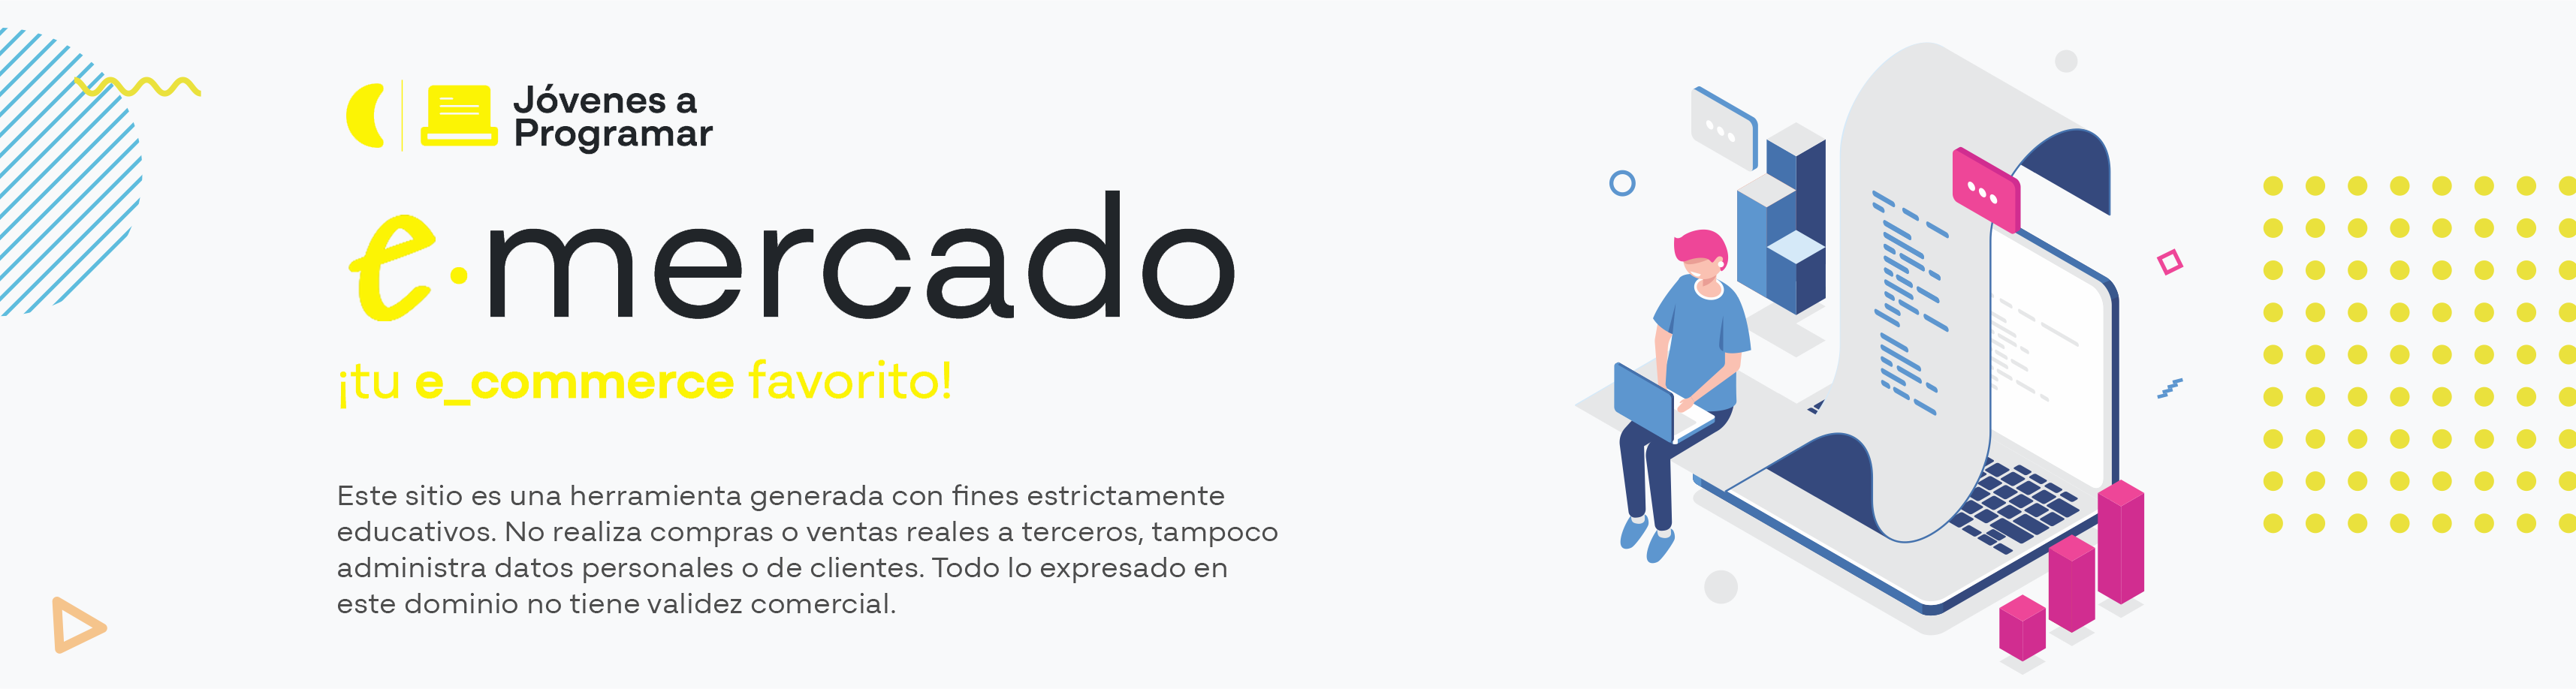 Jóvenes a
Programar
e·mercado
¡tu e_commerce favorito!
Este sitio es una herramienta generada con fines estrictamente
educativos. No realiza compras o ventas reales a terceros, tampoco
administra datos personales o de clientes. Todo lo expresado en
este dominio no tiene validez comercial.